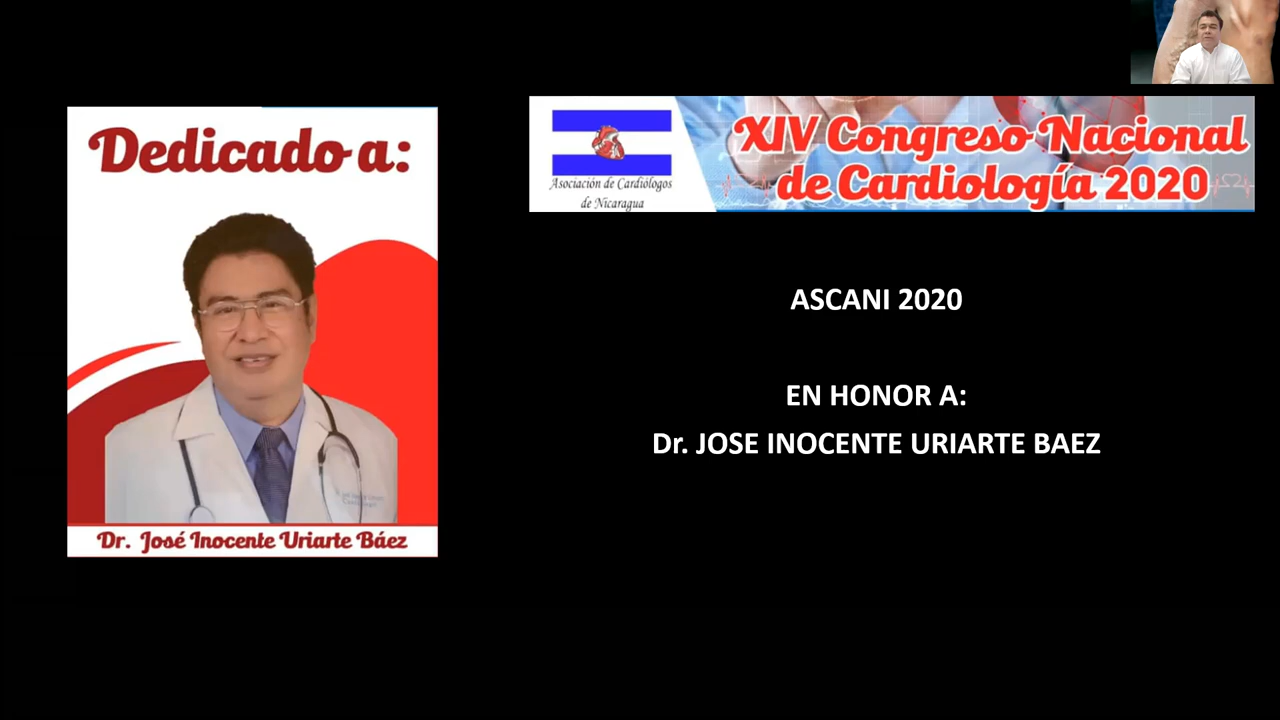 Dedicado a:
Dr. José Inocente Uriarte Báez
Asociación de Cardiólogos
de Nicaragua
XIV Congreso Nacional
de Cardiología 2020
ASCANI 2020
EN HONOR A:
Dr. JOSE INOCENTE URIARTE BAEZ